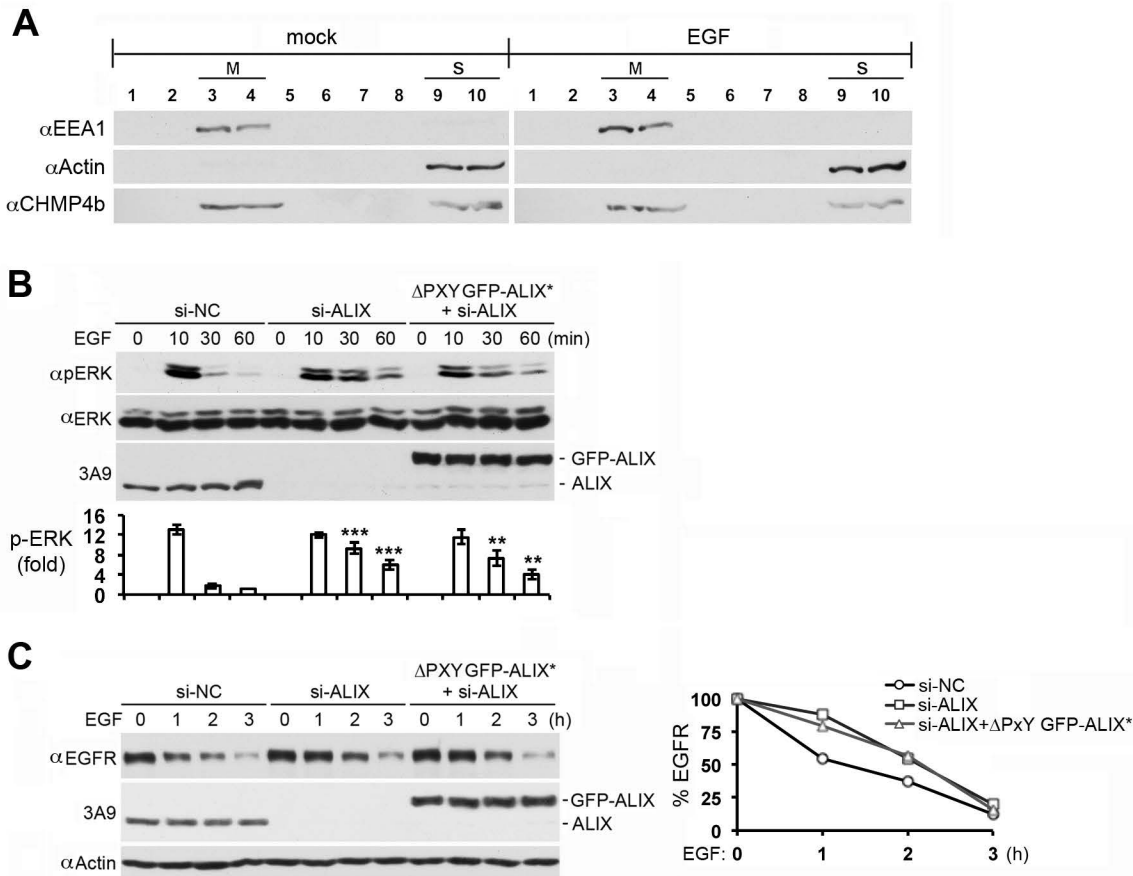 A
mock EGF
M S M S
1 2 3 4 5 6 7 8 9 10 1 2 3 4 5 6 7 8 9 10
αEEA1
αActin
αCHMP4b
B
si-NC si-ALIX ΔPXY GFP-ALIX*
+ si-ALIX
EGF 0 10 30 60 0 10 30 60 0 10 30 60 (min)
αpERK
αERK
3A9
- GFP-ALIX
- ALIX
p-ERK
(fold)
16
12
8
4
0
*** *** ** **
C
si-NC si-ALIX ΔPXY GFP-ALIX*
+ si-ALIX
EGF 0 1 2 3 0 1 2 3 0 1 2 3 (h)
αEGFR
3A9
-GFP-ALIX
- ALIX
αActin
si-NC
si-ALIX
si-ALIX+ΔPxY GFP-ALIX*
% EGFR
100
75
50
25
0
EGF: 0 1 2 3 (h)